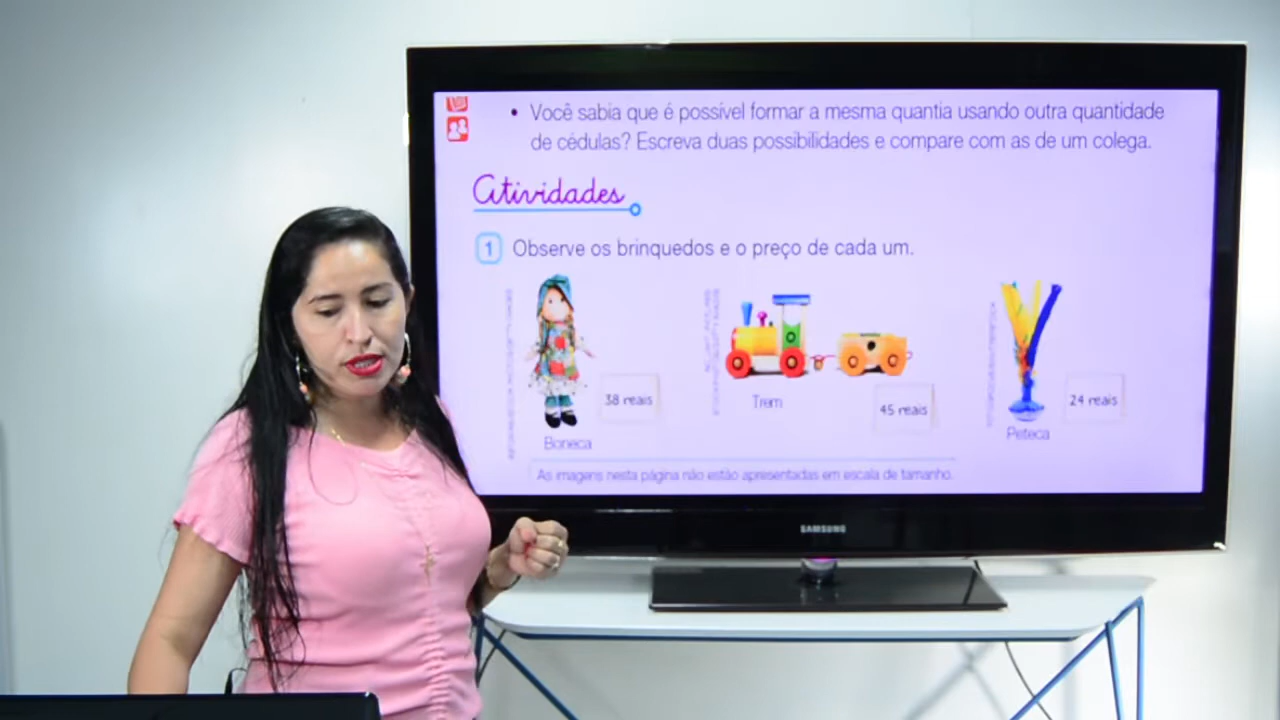 • Você sabia que é possível formar a mesma quantia usando outra quantidade
de cédulas? Escreva duas possibilidades e compare com as de um colega.
Atividades
1 Observe os brinquedos e o preço de cada um.
38 reais
Boneca
Trem
45 reais
24 reais
Peteca
As imagens nesta página não estão apresentadas em escala de tamanho.
SAMSUNG